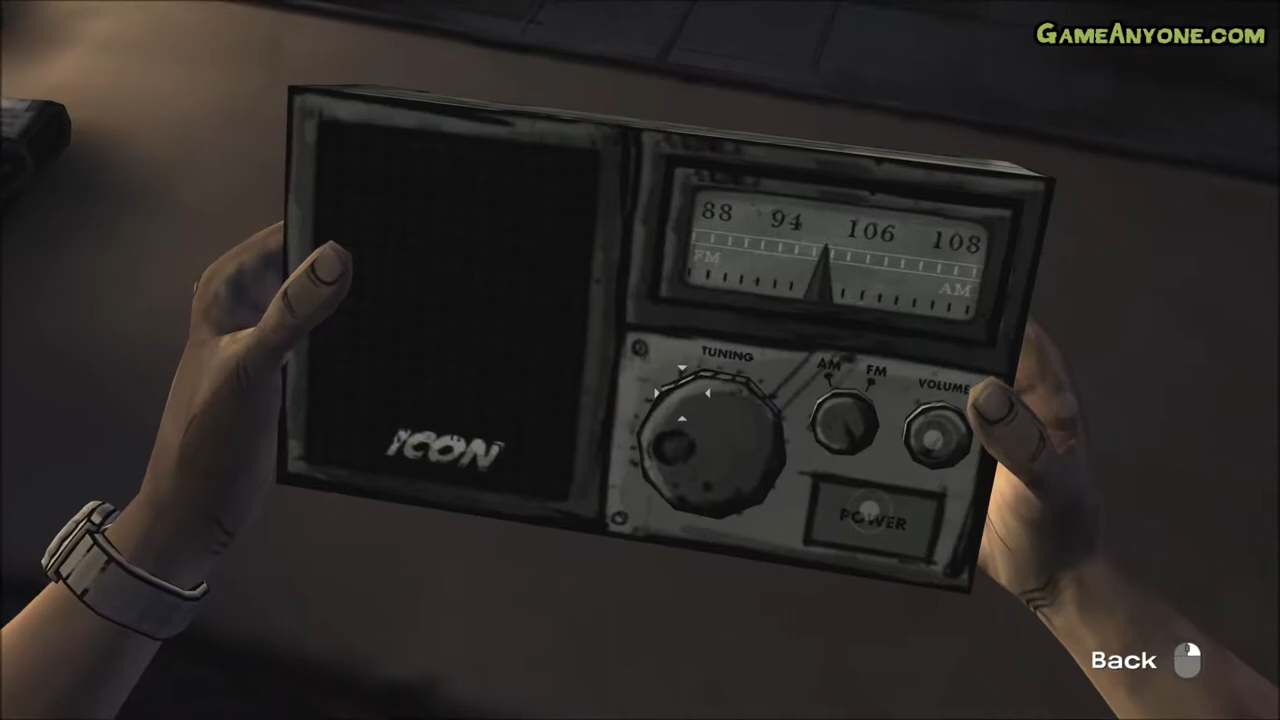 GameAnyone.com
88 94 106 108
FM
AM
TUNING
AM FM
VOLUME
ICON
POWER
Back